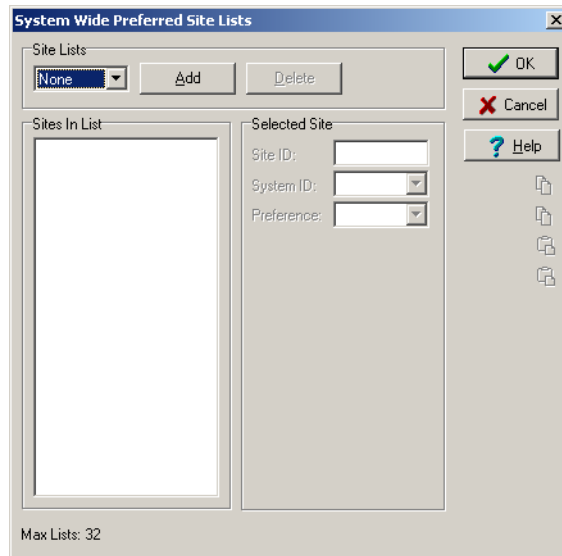 System Wide Preferred Site Lists
Site Lists
None
Add
Delete
OK
Cancel
Help
Sites In List
Selected Site
Site ID:
System ID:
Preference:
Max Lists: 32